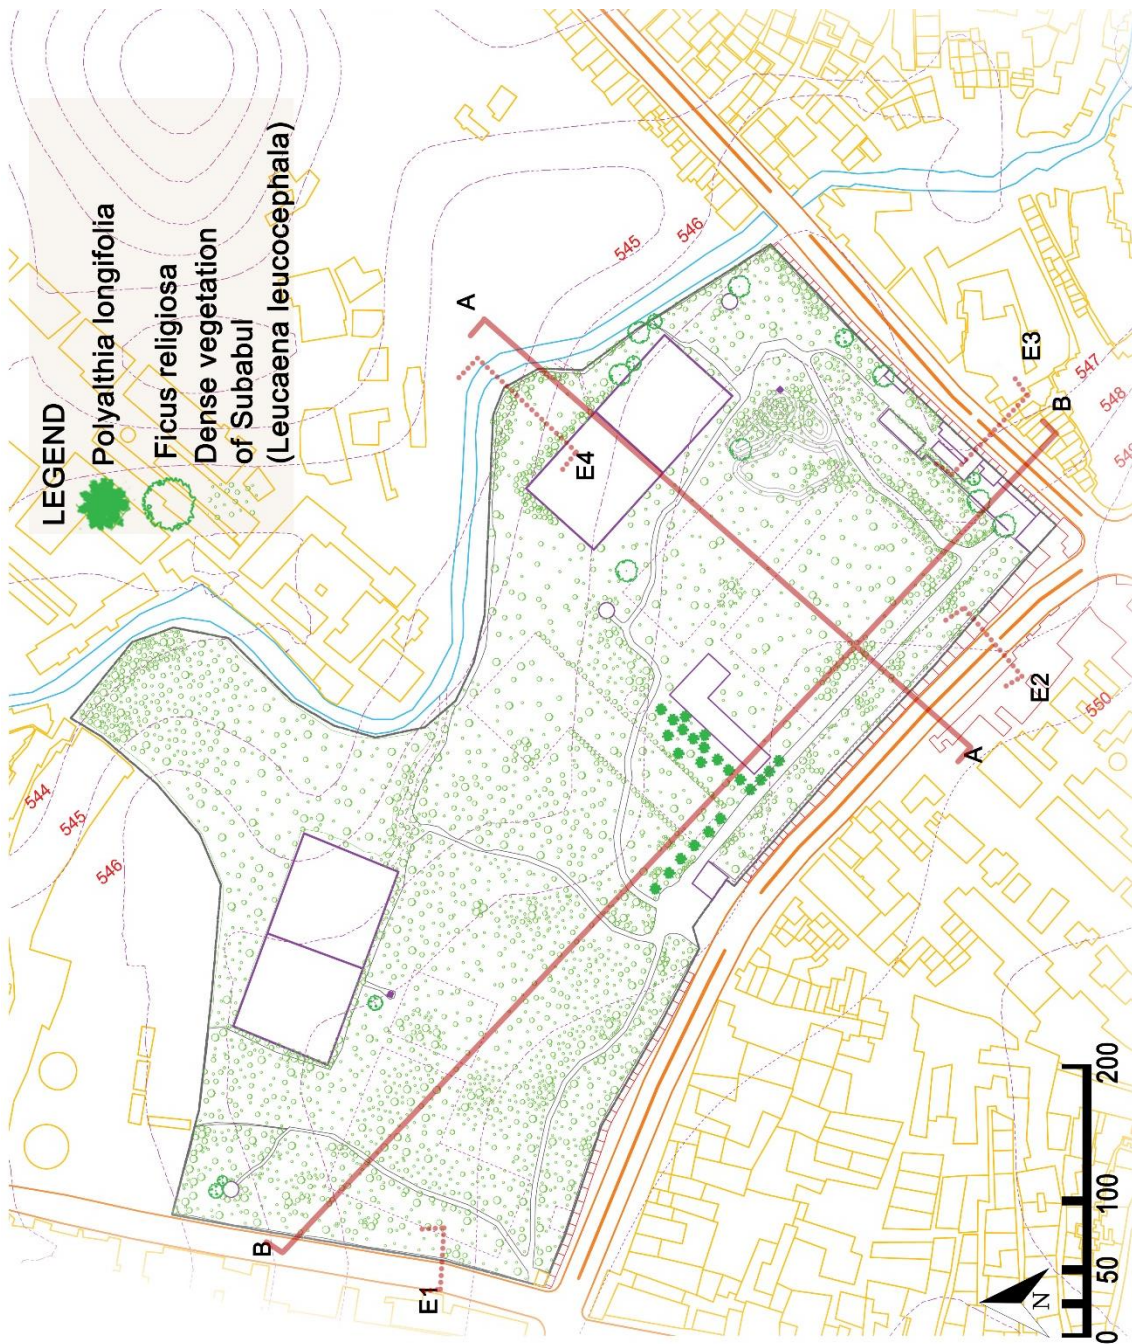 LEGEND
Polyalthia longifolia
Ficus religiosa
Dense vegetation
of Subabul
(Leucaena leucocephala)
A
545
546
E4
E3
547
B
548
544
545
546
E2
550
A
B
E1
N
0
50
100
200